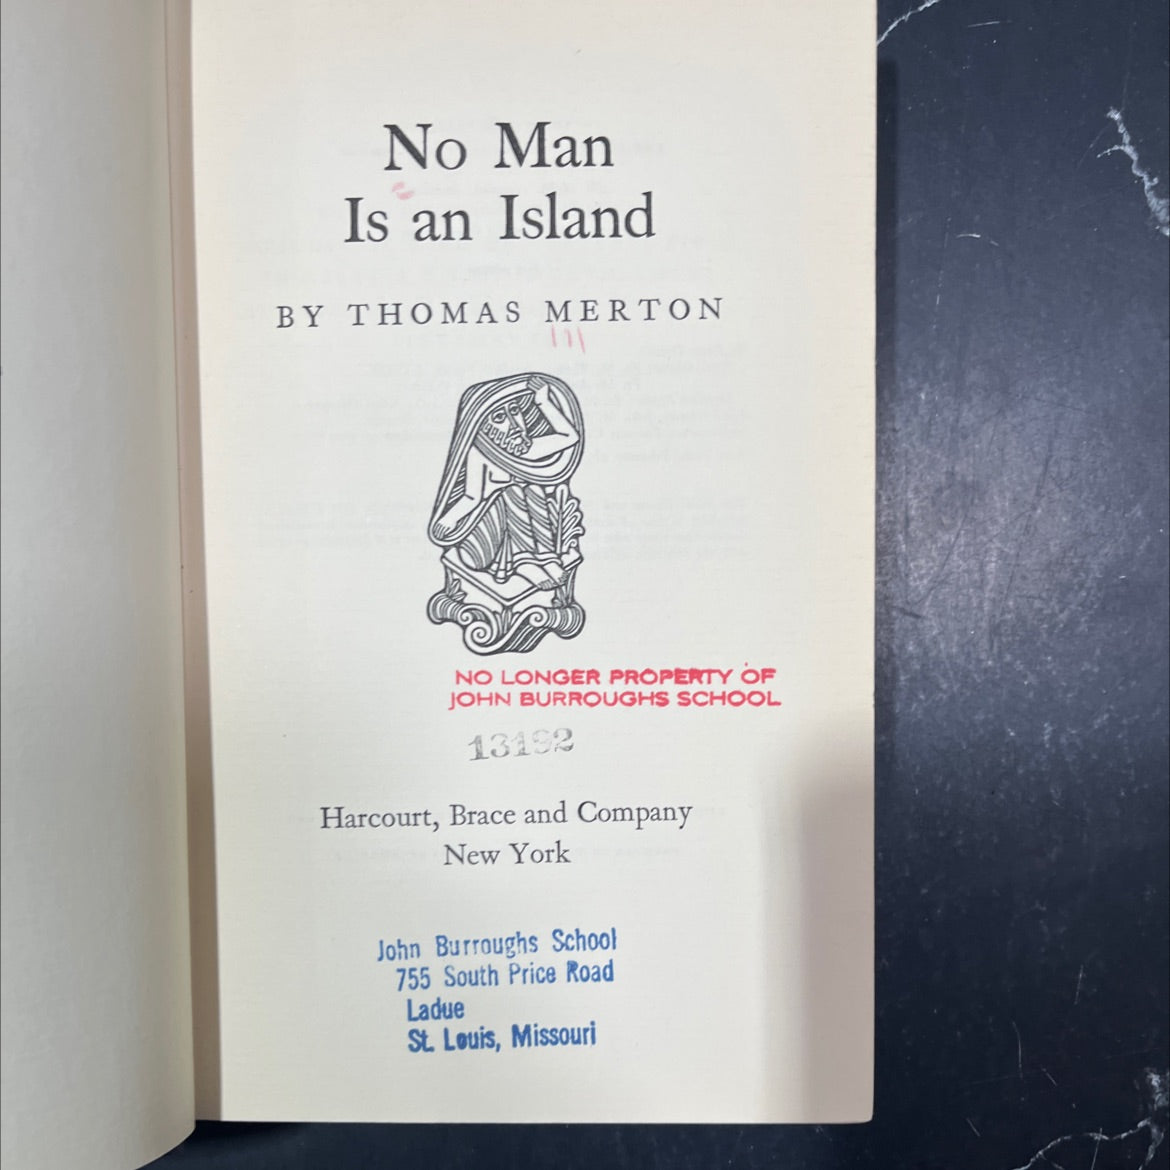 No Man
Is an Island
BY THOMAS MERTON
NO LONGER PROPERTY OF
JOHN BURROUGHS SCHOOL
13192
Harcourt, Brace and Company
New York
John Burroughs School
755 South Price Road
Ladue
St. Louis, Missouri